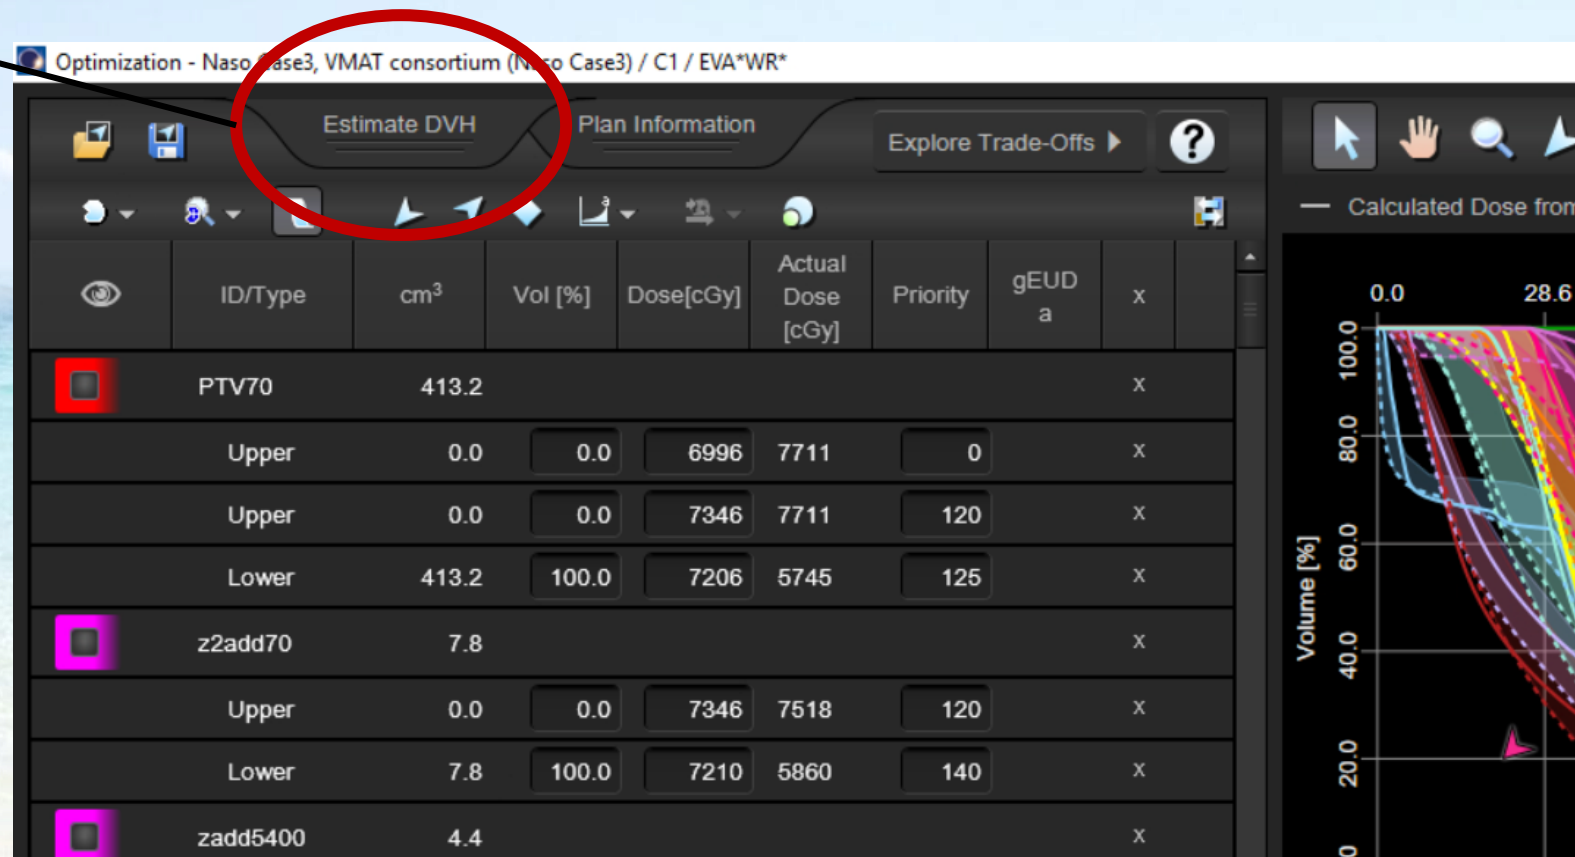 Optimization - Naso Case3, VMAT consortium (Naso Case3) / C1 / EVA*WR*
Estimate DVH
Plan Information
Explore Trade-Offs
?
Calculated Dose from
ID/Type cm³ Vol [%] Dose[cGy] Actual Dose [cGy] Priority gEUD a x
PTV70 413.2 x
Upper 0.0 0.0 6996 7711 0 x
Upper 0.0 0.0 7346 7711 120 x
Lower 413.2 100.0 7206 5745 125 x
z2add70 7.8 x
Upper 0.0 0.0 7346 7518 120 x
Lower 7.8 100.0 7210 5860 140 x
zadd5400 4.4 x
0.0 28.6
100.0
80.0
60.0
40.0
20.0
Volume [%]